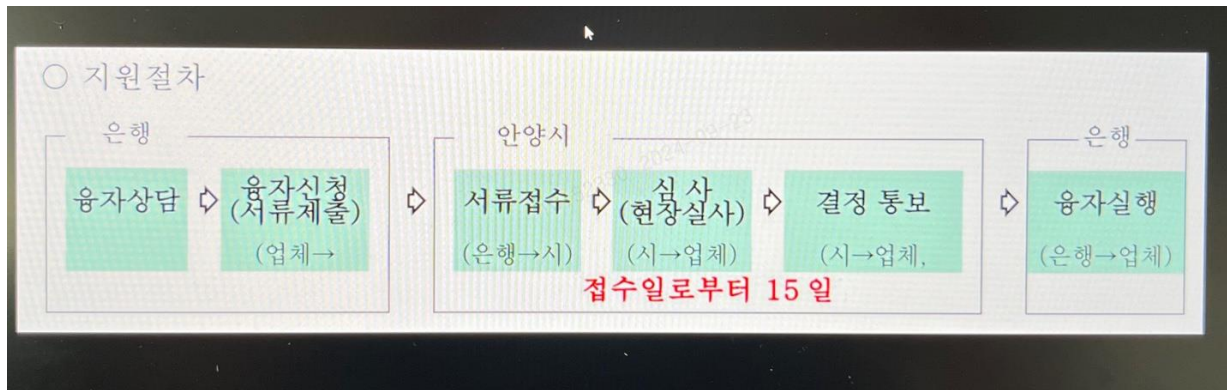 ○ 지원절차
은행
안양시
은행
융자상담 ⇨ 융자신청 (서류제출) ⇨ 서류접수 ⇨ 심 사 (현장실사) ⇨ 결정 통보 ⇨ 융자실행
(업체→ (은행→시) (시→업체) (시→업체, (은행→업체)
접수일로부터 15 일